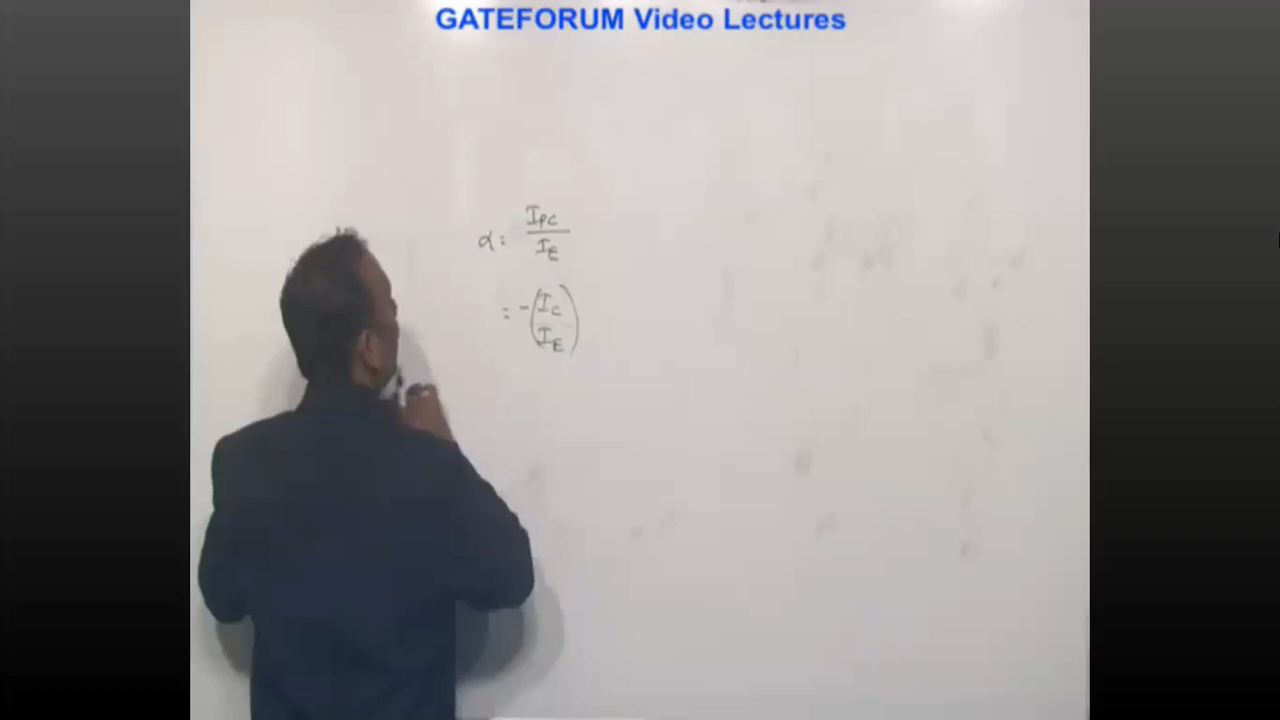 GATEFORUM Video Lectures
α: I_PC / I_E
= -(I_C / I_E)